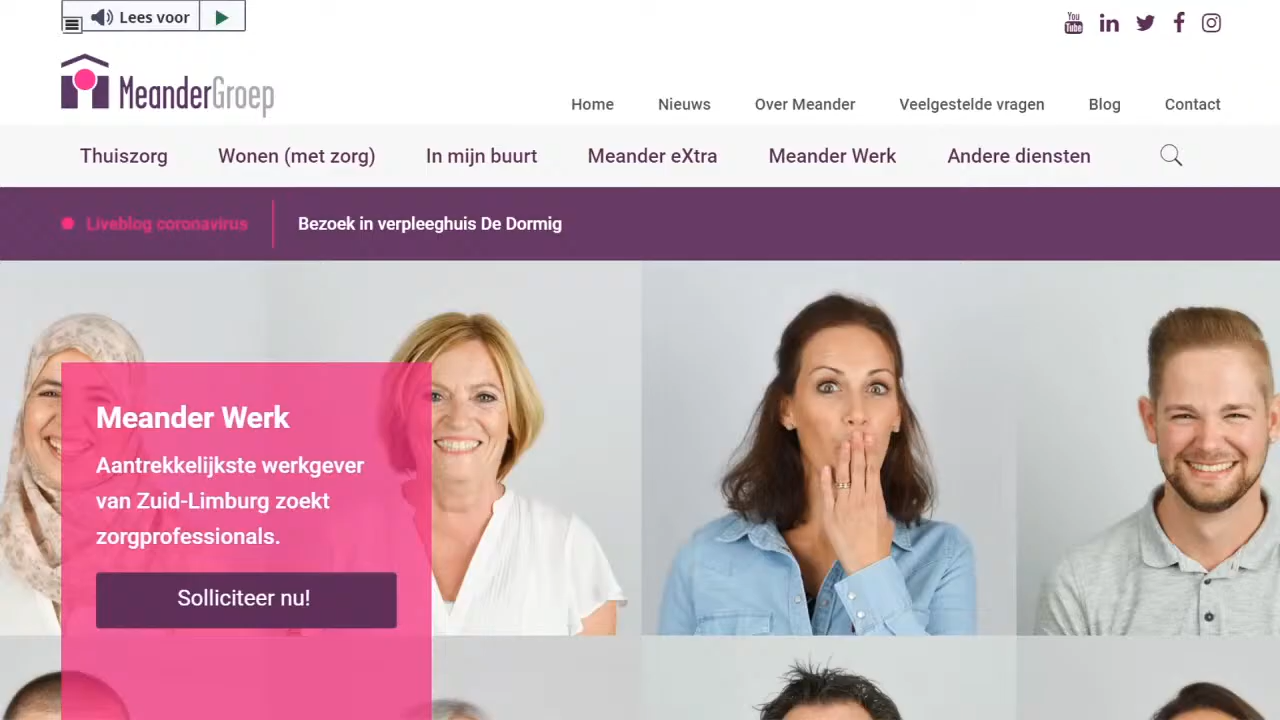 Lees voor
You
Tube
MeanderGroep
Home Nieuws Over Meander Veelgestelde vragen Blog Contact
Thuiszorg Wonen (met zorg) In mijn buurt Meander eXtra Meander Werk Andere diensten
Liveblog coronavirus Bezoek in verpleeghuis De Dormig
Meander Werk
Aantrekkelijkste werkgever
van Zuid-Limburg zoekt
zorgprofessionals.
Solliciteer nu!